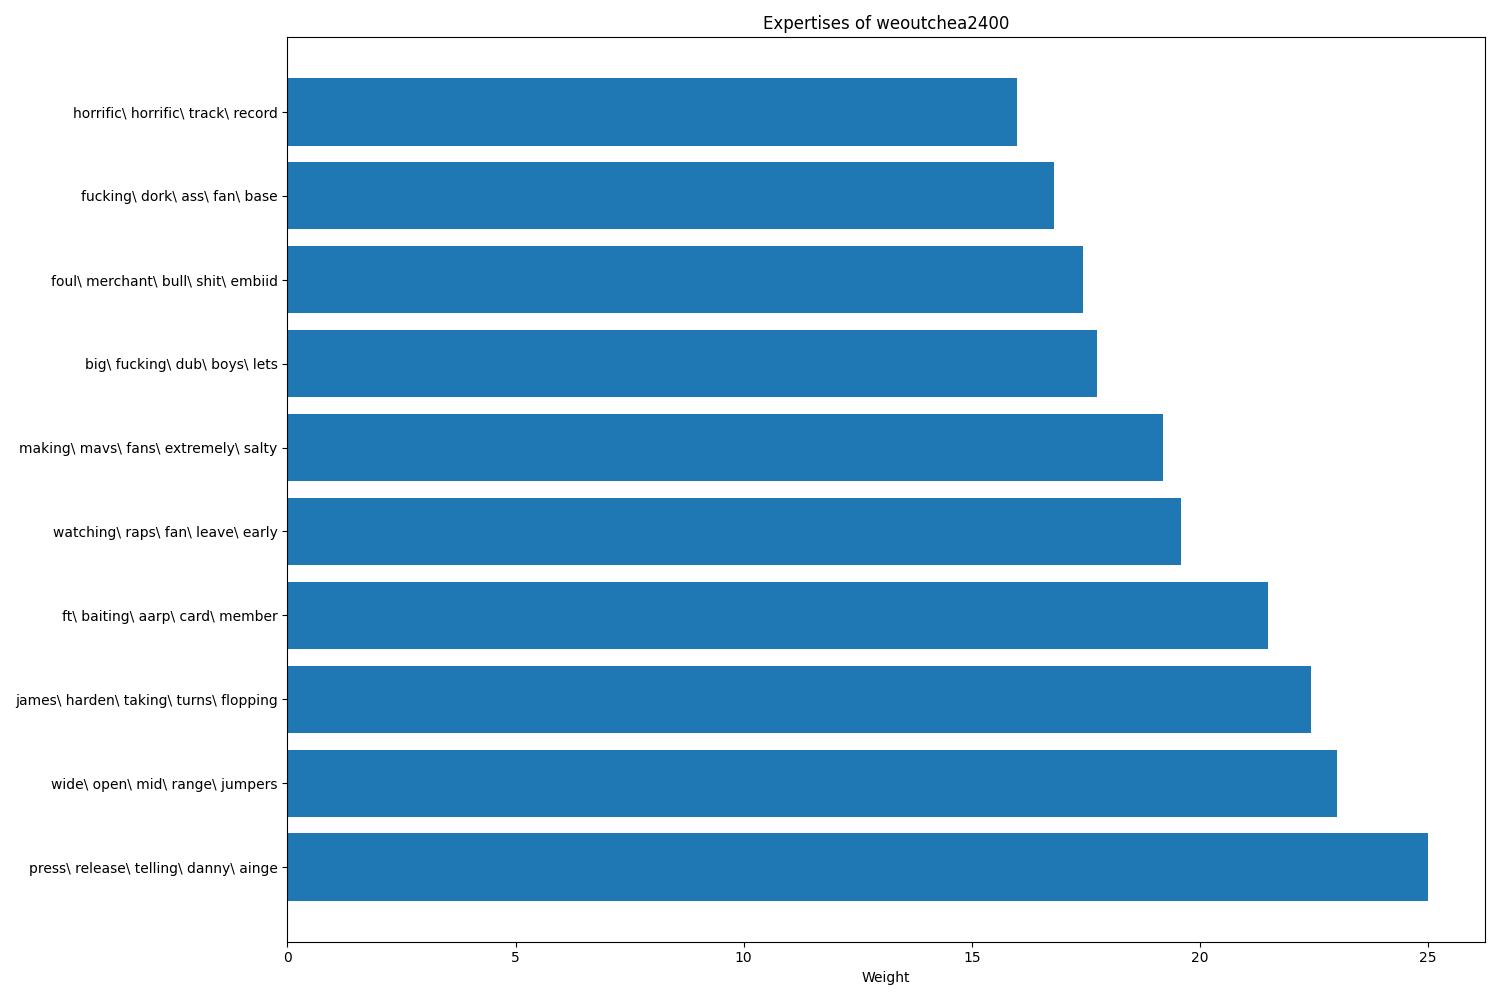 Expertises of weoutchea2400
horrific\ horrific\ track\ record
fucking\ dork\ ass\ fan\ base
foul\ merchant\ bull\ shit\ embiid
big\ fucking\ dub\ boys\ lets
making\ mavs\ fans\ extremely\ salty
watching\ raps\ fan\ leave\ early
ft\ baiting\ aarp\ card\ member
james\ harden\ taking\ turns\ flopping
wide\ open\ mid\ range\ jumpers
press\ release\ telling\ danny\ ainge
0 5 10 15 20 25
Weight